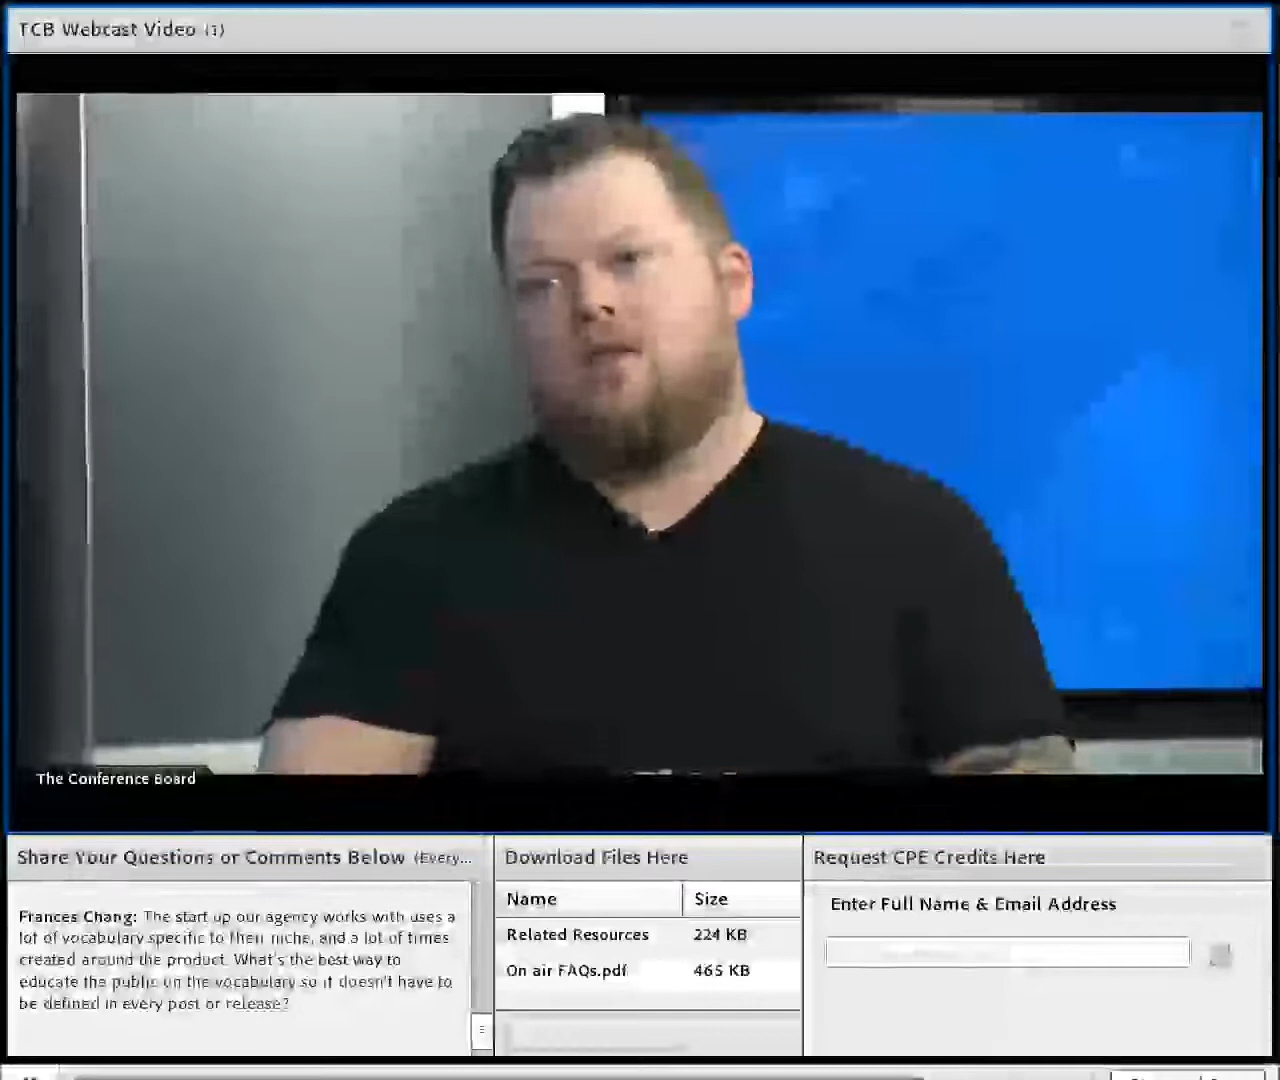 TCB Webcast Video (1)
The Conference Board
Share Your Questions or Comments Below (Every...
Frances Chang: The start up our agency works with uses a
lot of vocabulary specific to their niche, and a lot of times
created around the product. What's the best way to
educate the public on the vocabulary so it doesn't have to
be defined in every post or release?
Download Files Here
Name Size
Related Resources 224 KB
On air FAQs.pdf 465 KB
Request CPE Credits Here
Enter Full Name & Email Address